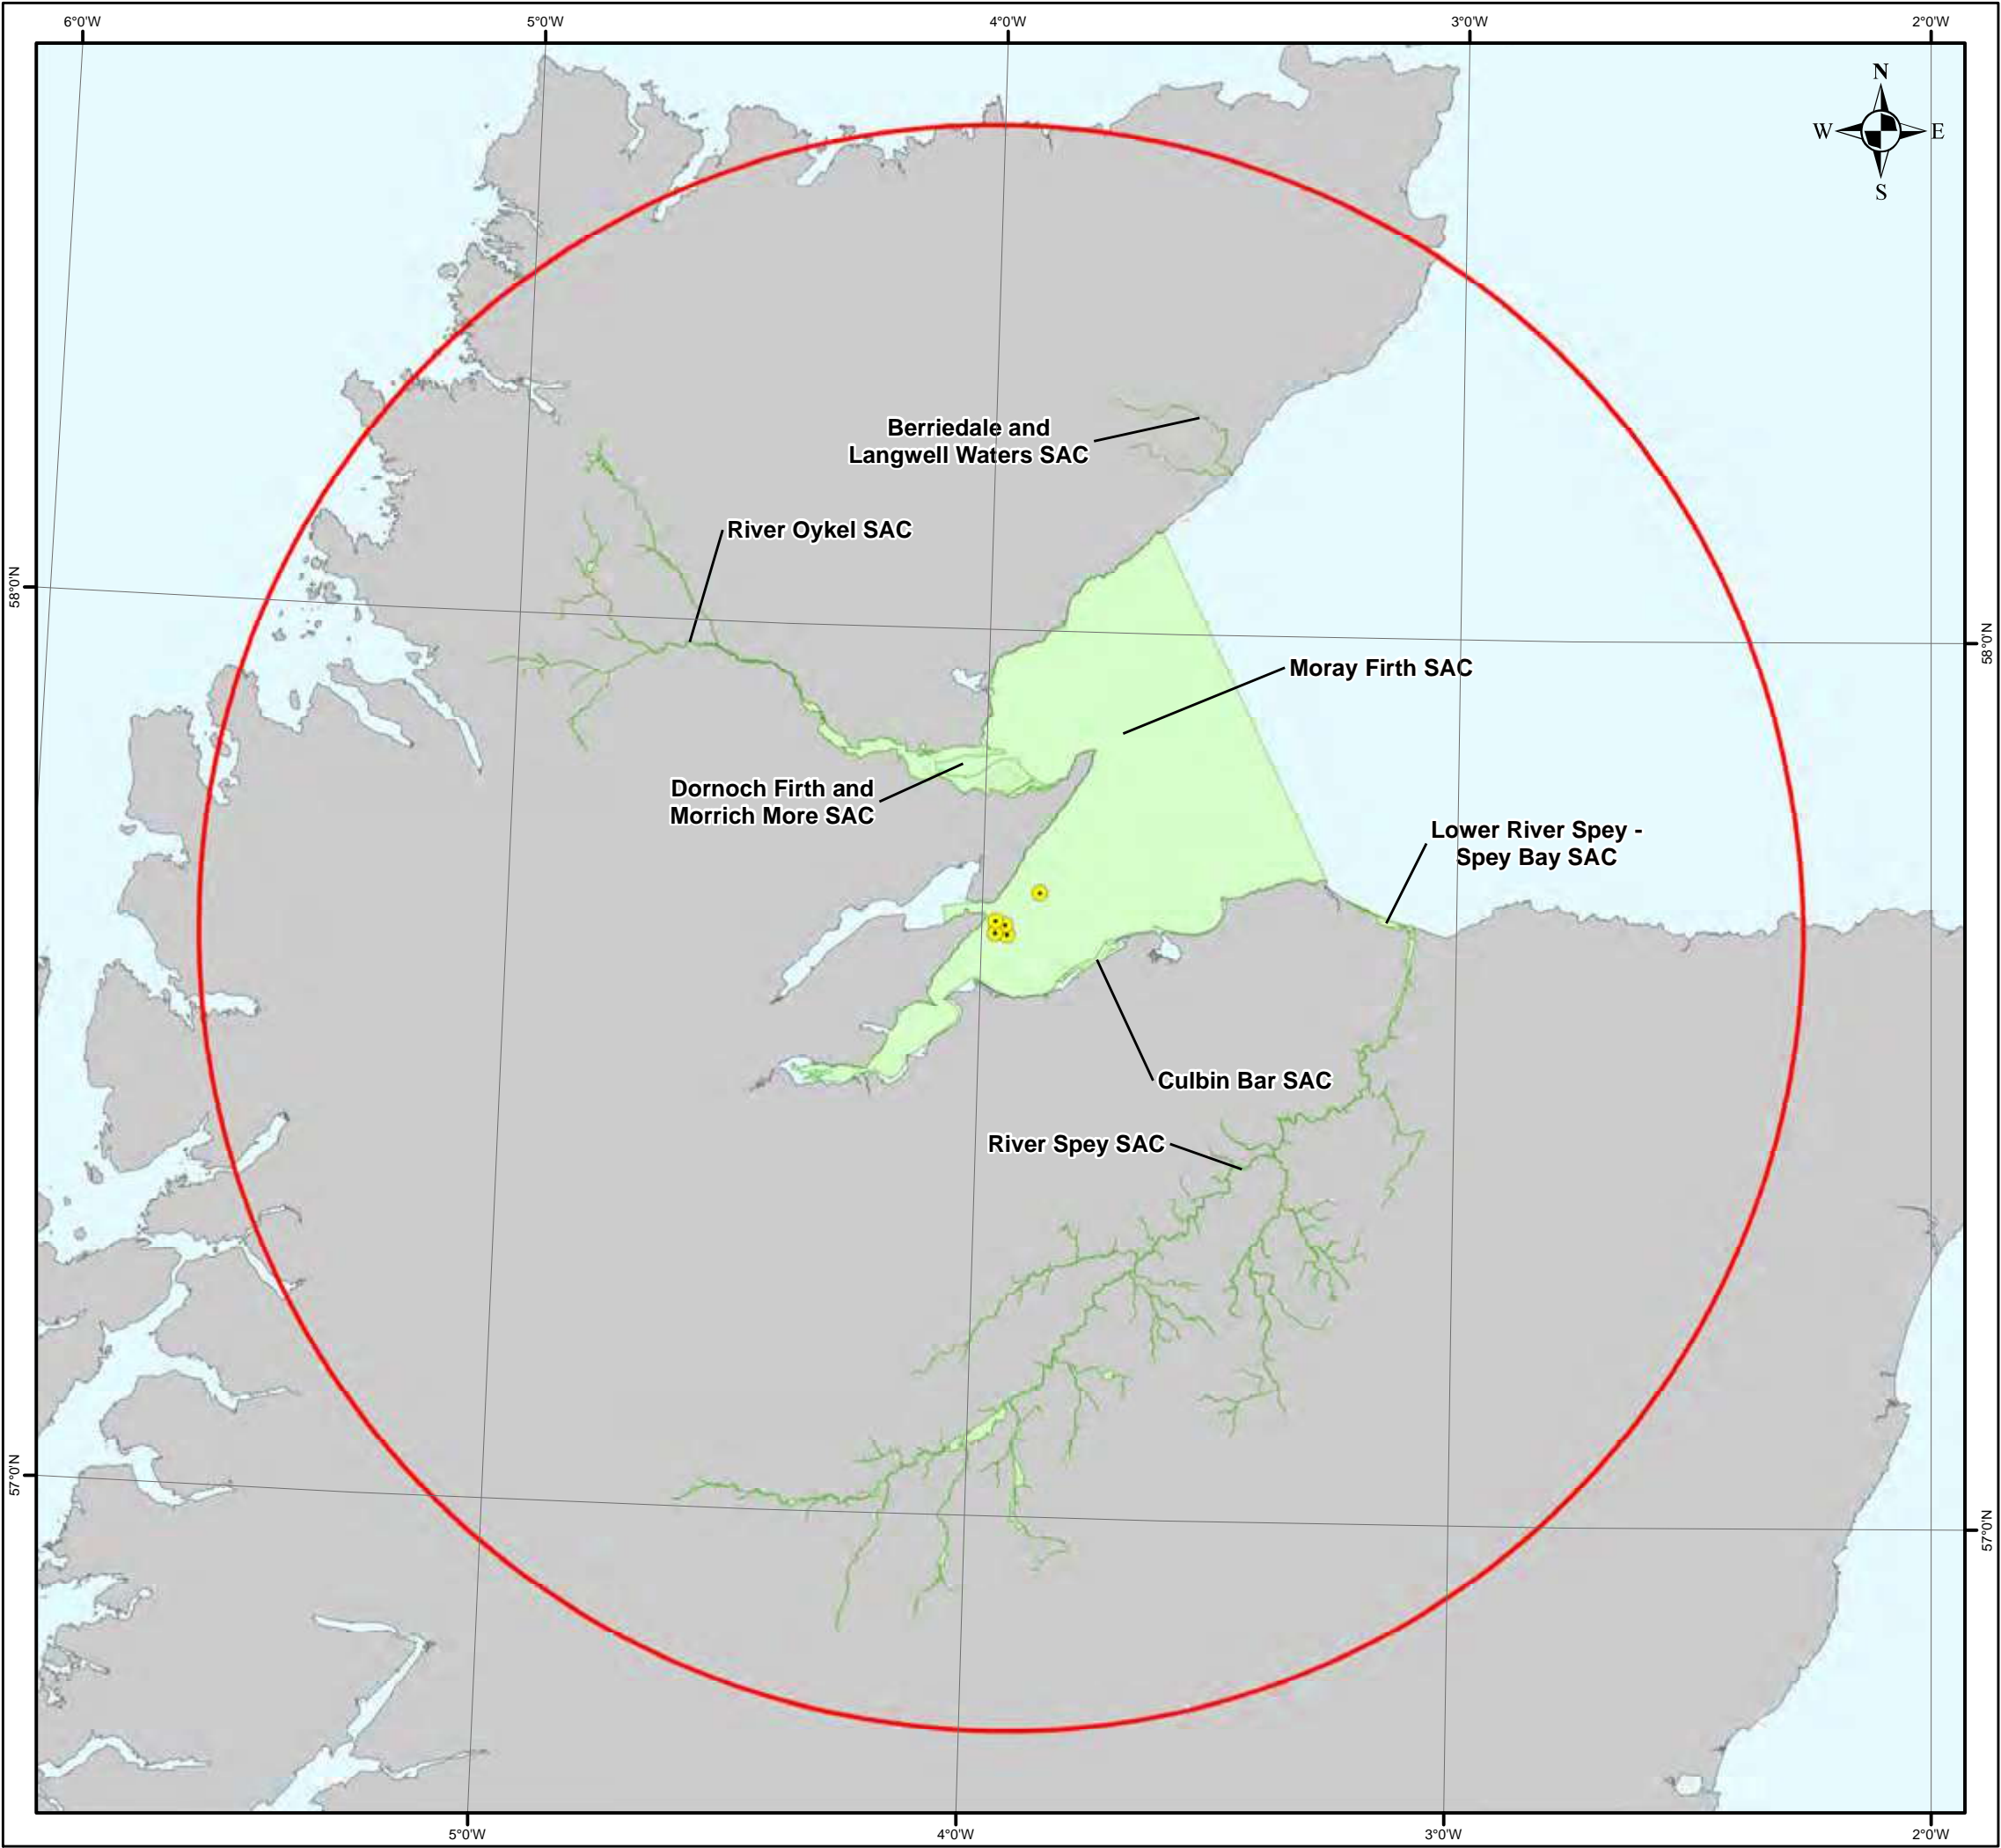 6°0'W 5°0'W 4°0'W 3°0'W 2°0'W
N
W E
S
Berriedale and
Langwell Waters SAC
River Oykel SAC
58°0'N
58°0'N
Moray Firth SAC
Dornoch Firth and
Morrich More SAC
Lower River Spey -
Spey Bay SAC
Culbin Bar SAC
River Spey SAC
57°0'N
57°0'N
5°0'W 4°0'W 3°0'W 2°0'W